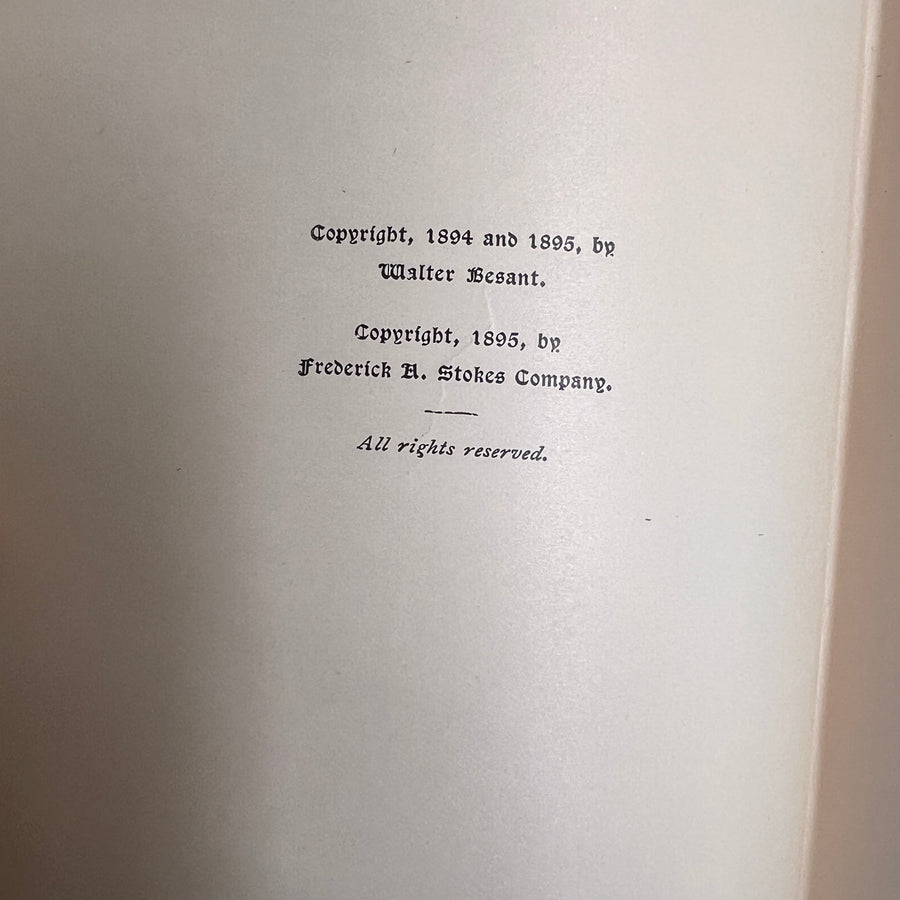 Copyright, 1894 and 1895, by
Walter Besant.
Copyright, 1895, by
Frederick A. Stokes Company.
All rights reserved.